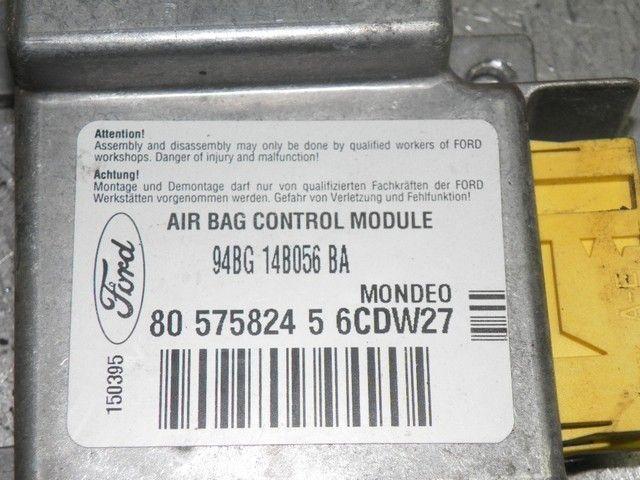 Attention!
Assembly and disassembly may only be done by qualified workers of FORD
workshops. Danger of injury and malfunction!
Achtung!
Montage und Demontage darf nur von qualifizierten Fachkräften der FORD
Werkstätten vorgenommen werden. Gefahr von Verletzung und Fehlfunktion!
AIR BAG CONTROL MODULE
94BG 14B056 BA
Ford
MONDEO
80 575824 5 6CDW27
150395